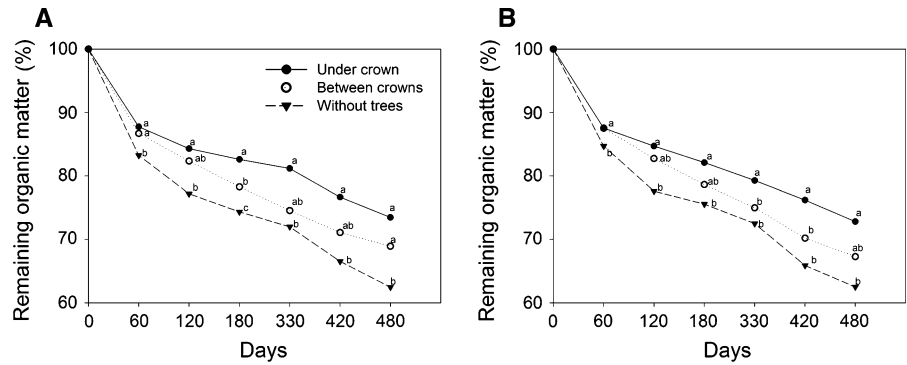 A
Remaining organic matter (%)
100
90
80
70
60
Under crown
Between crowns
Without trees
a
a
b
a
ab
b
a
b
c
a
ab
b
a
ab
b
a
a
b
0 60 120 180 330 420 480
Days
B
Remaining organic matter (%)
100
90
80
70
60
a
b
a
ab
b
a
ab
b
a
b
b
a
b
b
a
ab
b
0 60 120 180 330 420 480
Days